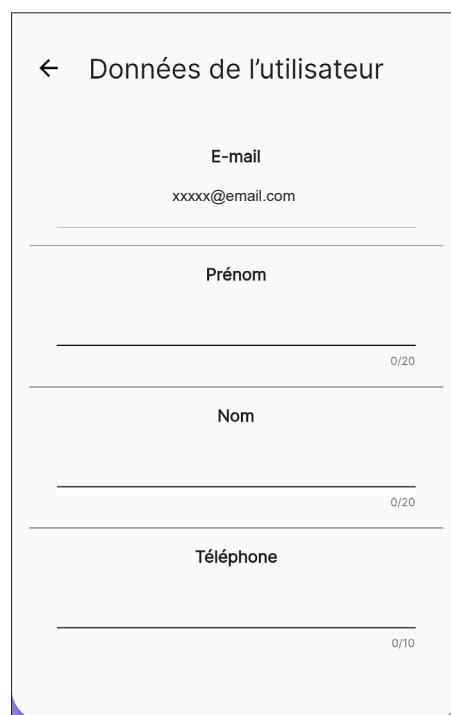 Données de l’utilisateur
E-mail
xxxxx@email.com
Prénom
0/20
Nom
0/20
Téléphone
0/10